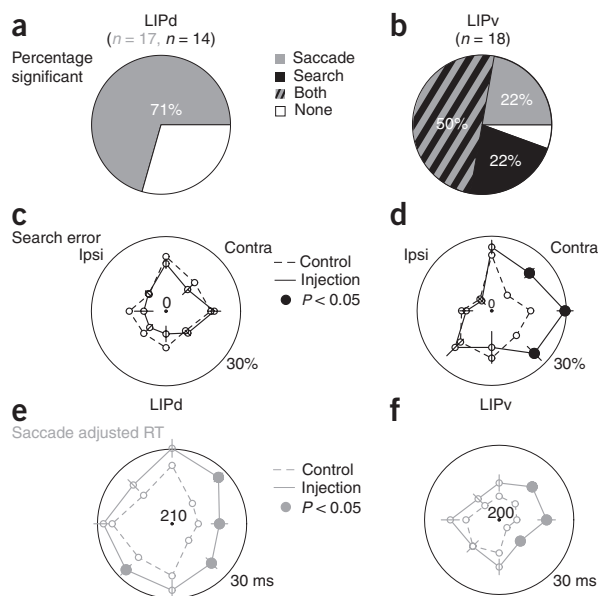 a
LIPd
(n = 17, n = 14)
Percentage
significant
71%
Saccade
Search
Both
None
b
LIPv
(n = 18)
22%
50%
22%
c
Search error
Ipsi
Contra
0
30%
LIPd
Control
Injection
P < 0.05
d
Ipsi
Contra
0
30%
LIPv
e
Saccade adjusted RT
210
30 ms
Control
Injection
P < 0.05
f
200
30 ms